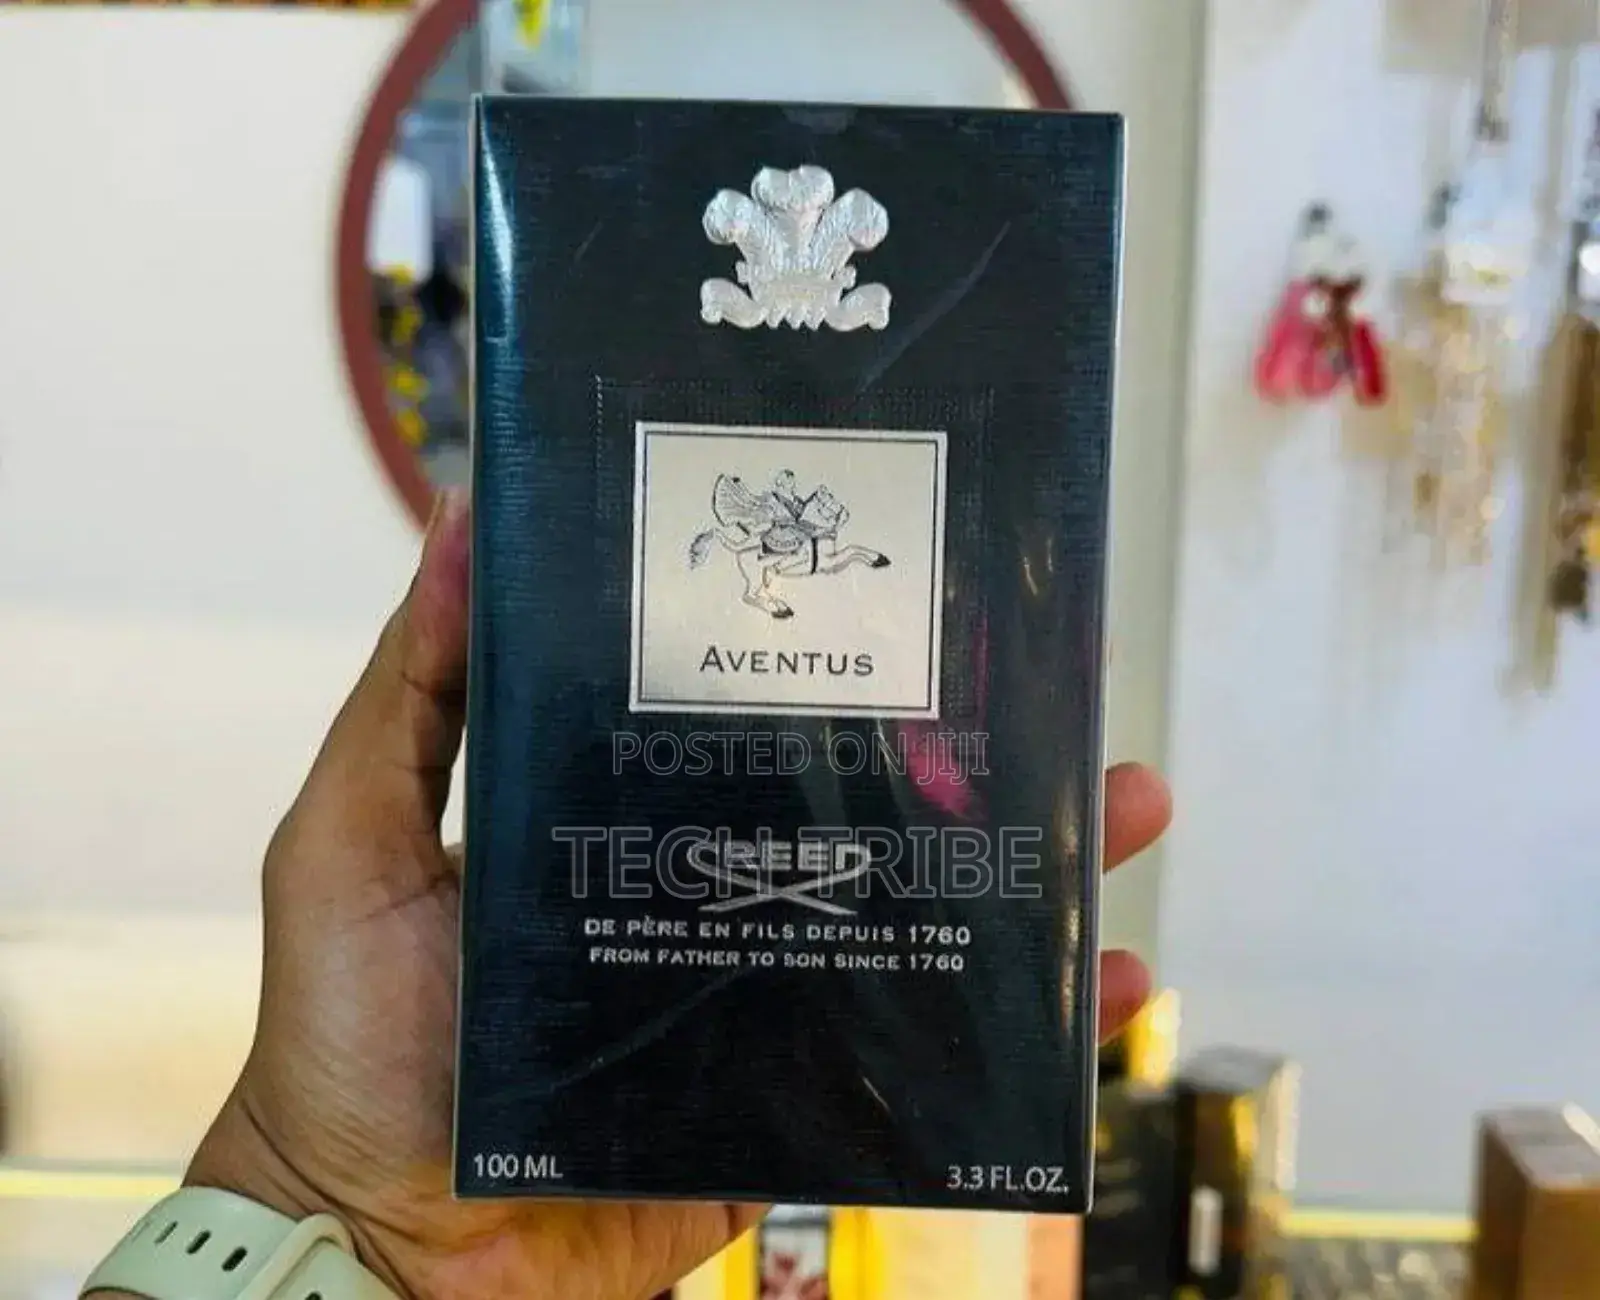 AVENTUS
POSTED ON JIJI
TECH TRIBE
CREED
DE PÈRE EN FILS DEPUIS 1760
FROM FATHER TO SON SINCE 1760
100 ML
3.3 FL.OZ.